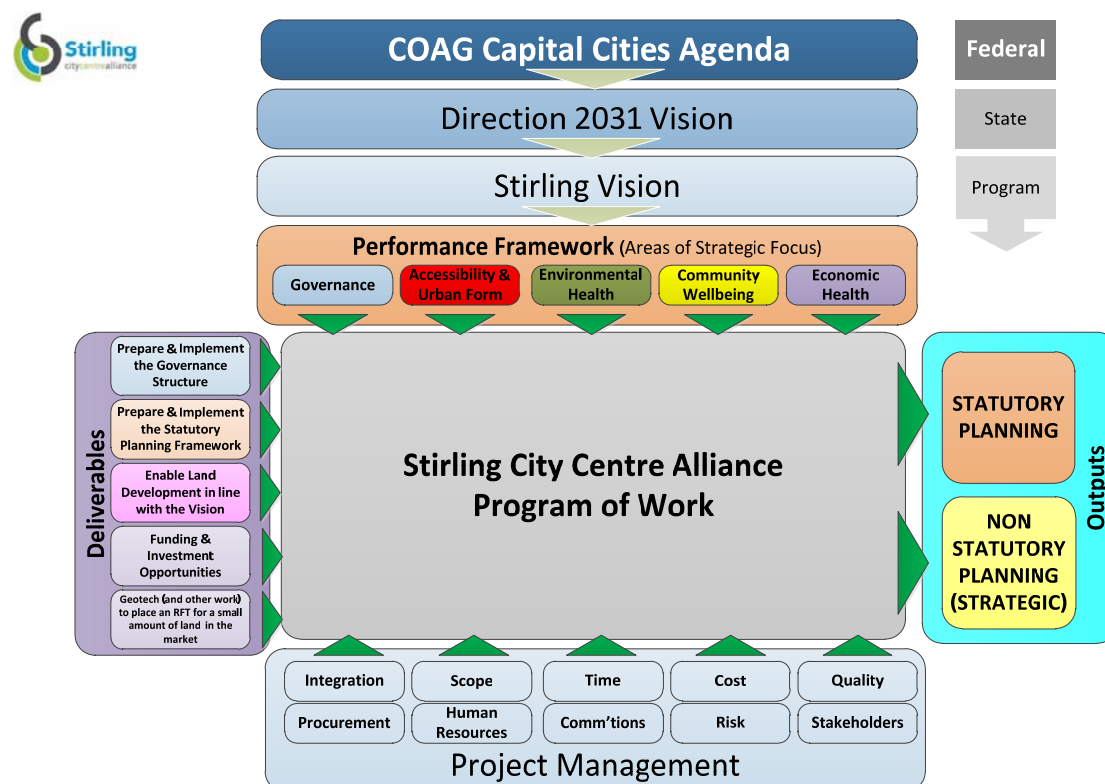 Stirling
citycentrealliance
COAG Capital Cities Agenda
Federal
Direction 2031 Vision
State
Stirling Vision
Program
Performance Framework (Areas of Strategic Focus)
Governance
Accessibility &
Urban Form
Environmental
Health
Community
Wellbeing
Economic
Health
Deliverables
Prepare & Implement
the Governance
Structure
Prepare & Implement
the Statutory
Planning Framework
Enable Land
Development in line
with the Vision
Funding &
Investment
Opportunities
Geotech (and other work)
to place an RFT for a small
amount of land in the
market
Stirling City Centre Alliance
Program of Work
STATUTORY
PLANNING
NON
STATUTORY
PLANNING
(STRATEGIC)
Outputs
Integration
Scope
Time
Cost
Quality
Procurement
Human
Resources
Comm'tions
Risk
Stakeholders
Project Management